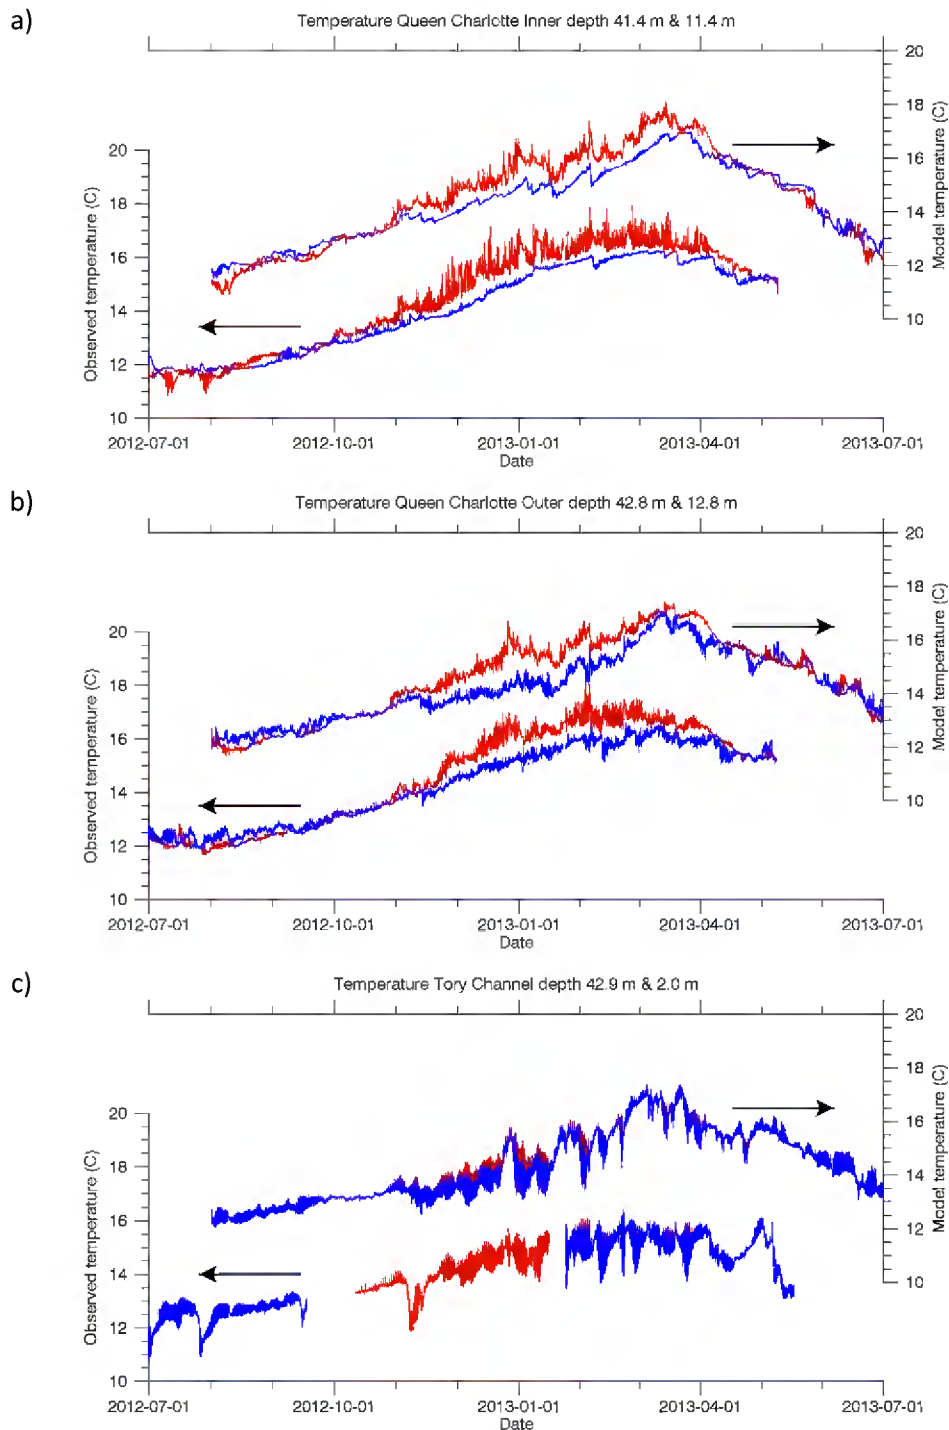 a)
Temperature Queen Charlotte Inner depth 41.4 m & 11.4 m
20
18
16
14
12
10
Model temperature (C)
20
18
16
14
12
10
Observed temperature (C)
2012-07-01 2012-10-01 2013-01-01 2013-04-01 2013-07-01
Date
b)
Temperature Queen Charlotte Outer depth 42.8 m & 12.8 m
20
18
16
14
12
10
Model temperature (C)
20
18
16
14
12
10
Observed temperature (C)
2012-07-01 2012-10-01 2013-01-01 2013-04-01 2013-07-01
Date
c)
Temperature Tory Channel depth 42.9 m & 2.0 m
20
18
16
14
12
10
Model temperature (C)
20
18
16
14
12
10
Observed temperature (C)
2012-07-01 2012-10-01 2013-01-01 2013-04-01 2013-07-01
Date